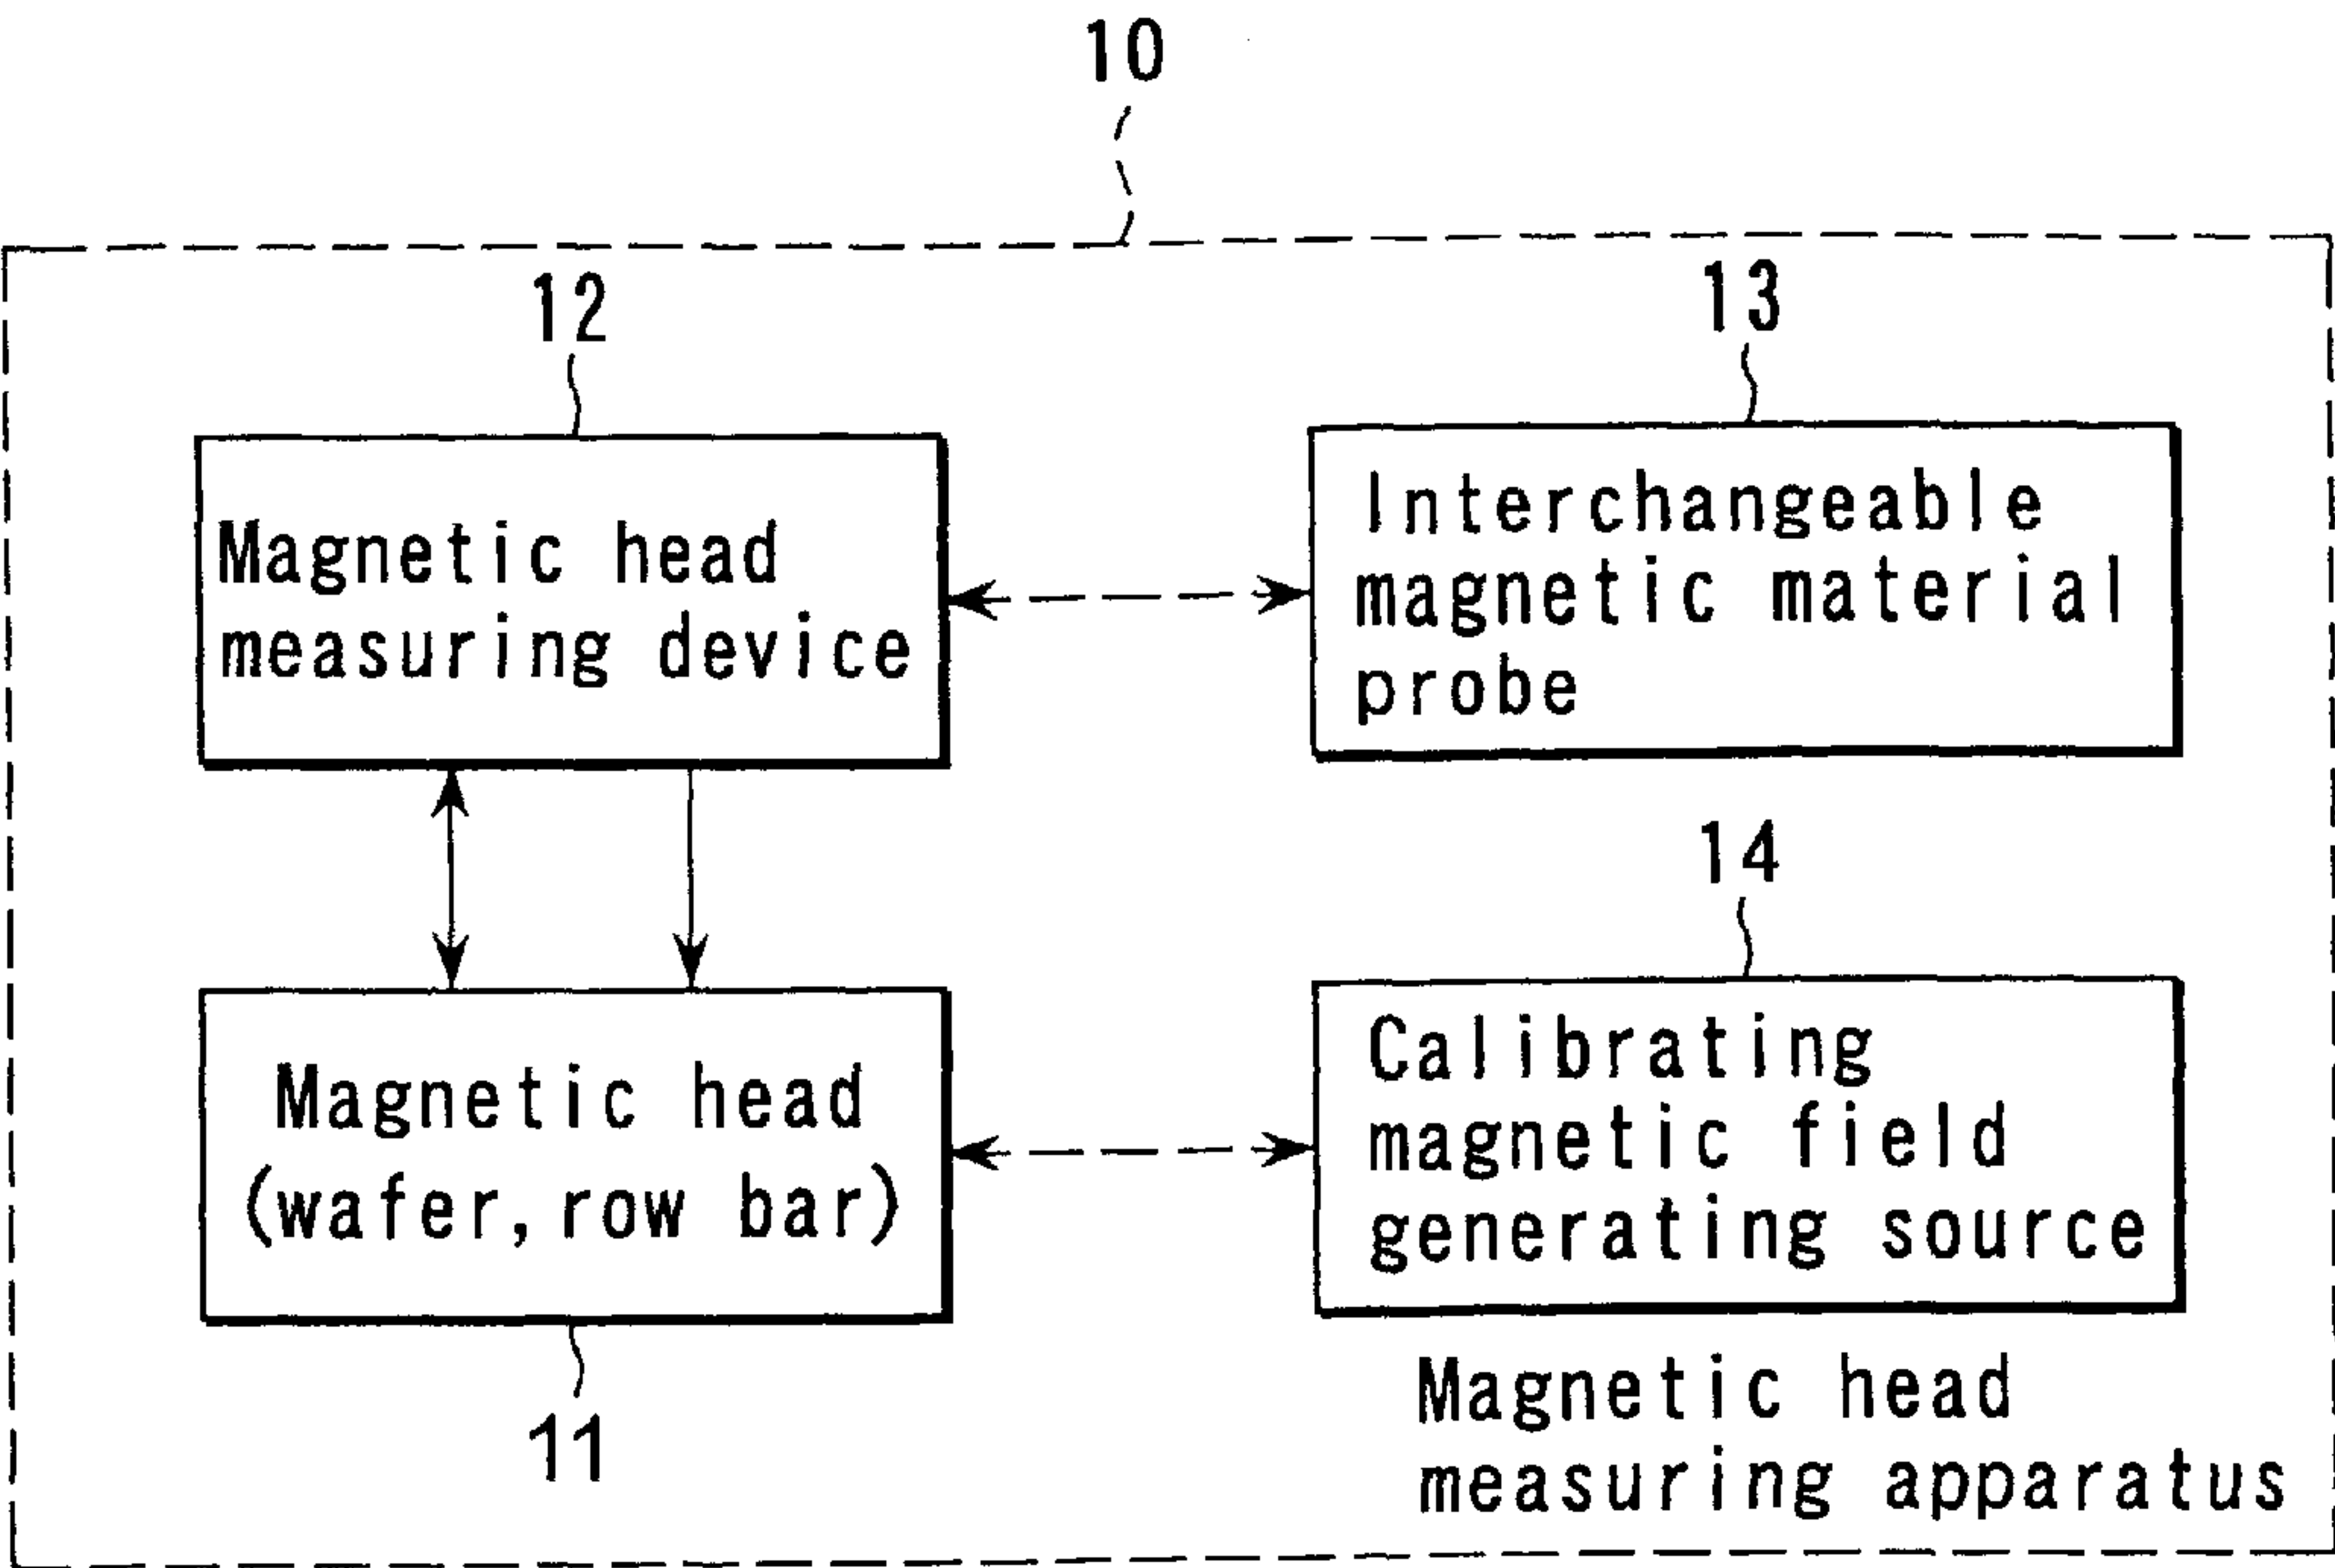 10
12
13
Magnetic head
measuring device
Interchangeable
magnetic material
probe
14
Magnetic head
(wafer, row bar)
Calibrating
magnetic field
generating source
11
Magnetic head
measuring apparatus